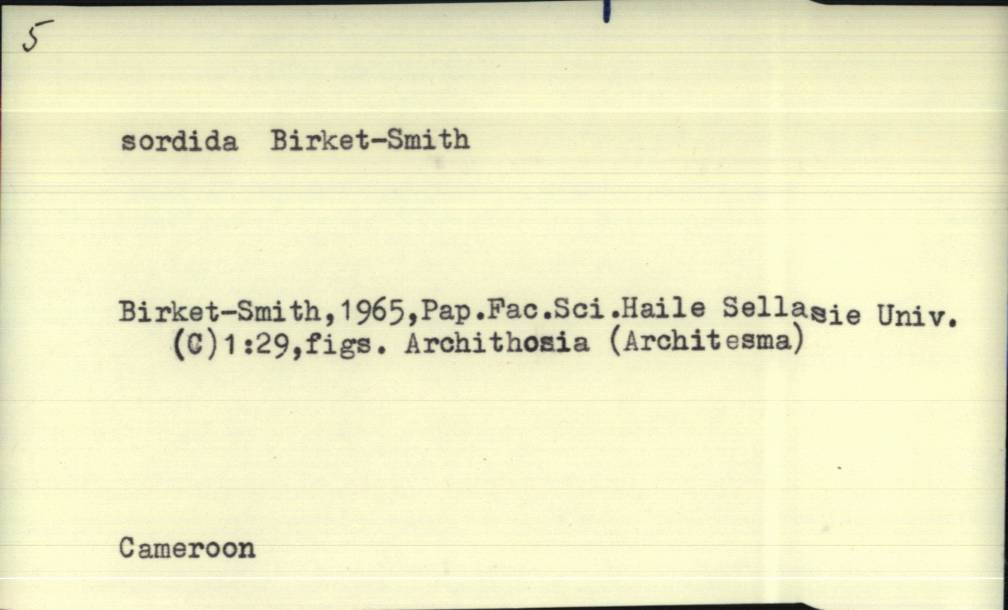 5
sordida Birket-Smith
Birket-Smith,1965,Pap.Fac.Sci.Haile Sellasie Univ.
(C)1:29,figs. Archithosia (Architesma)
Cameroon